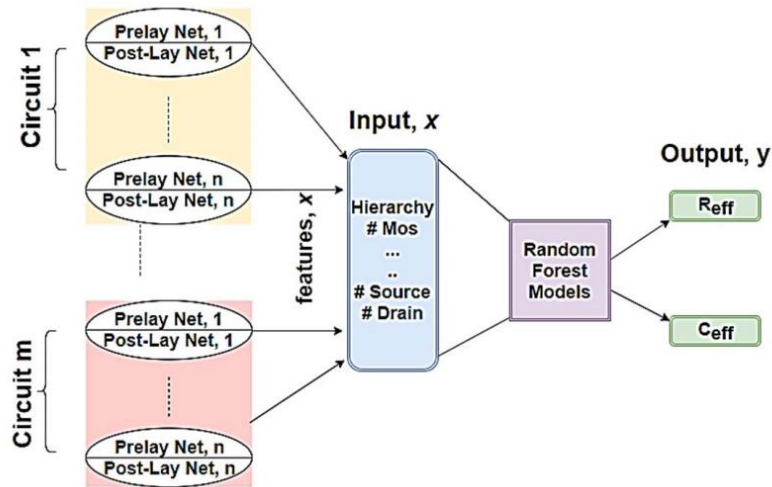 Circuit 1
Prelay Net, 1
Post-Lay Net, 1
Prelay Net, n
Post-Lay Net, n
Circuit m
Prelay Net, 1
Post-Lay Net, 1
Prelay Net, n
Post-Lay Net, n
features, x
Input, x
Hierarchy
# Mos
...
..
# Source
# Drain
Random
Forest
Models
Output, y
Reff
Ceff